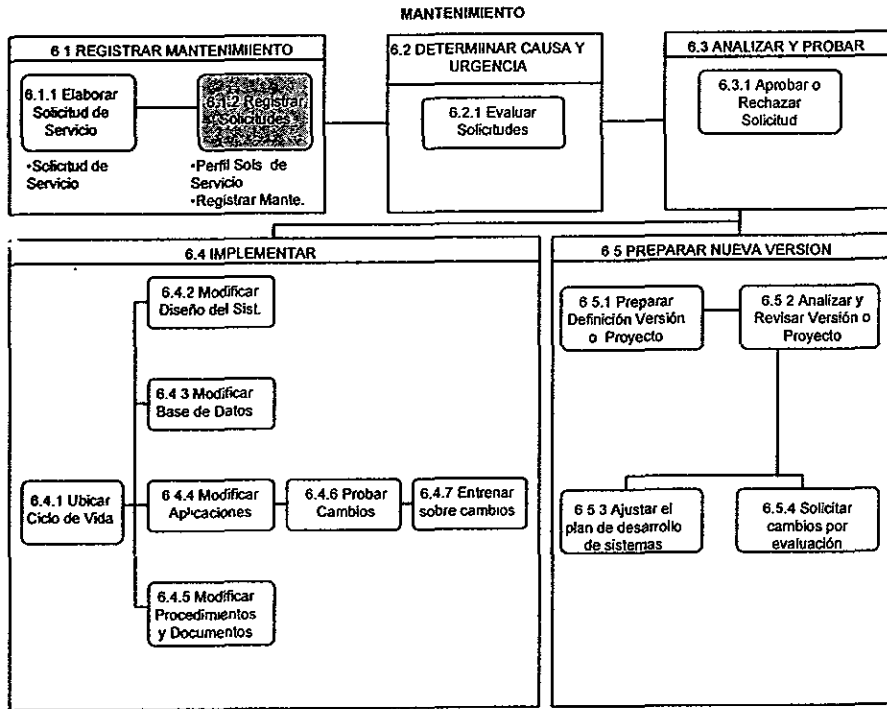 MANTENIMIENTO
6 1 REGISTRAR MANTENIMIIENTO
6.1.1 Elaborar
Solicitud de
Servicio
6.1.2 Registrar
Solicitudes
•Solicitud de
Servicio
•Perfil Sols de
Servicio
•Registrar Mante.
6.2 DETERMIINAR CAUSA Y
URGENCIA
6.2.1 Evaluar
Solicitudes
6.3 ANALIZAR Y PROBAR
6.3.1 Aprobar o
Rechazar
Solicitud
6.4 IMPLEMENTAR
6.4.2 Modificar
Diseño del Sist.
6.4 3 Modificar
Base de Datos
6.4.1 Ubicar
Ciclo de Vida
6 4.4 Modificar
Aplicaciones
6.4.6 Probar
Cambios
6.4.7 Entrenar
sobre cambios
6.4.5 Modificar
Procedimientos
y Documentos
6 5 PREPARAR NUEVA VERSION
6 5.1 Preparar
Definición Versión
o Proyecto
6.5 2 Analizar y
Revisar Versión o
Proyecto
6 5 3 Ajustar el
plan de desarrollo
de sistemas
6.5.4 Solicitar
cambios por
evaluación